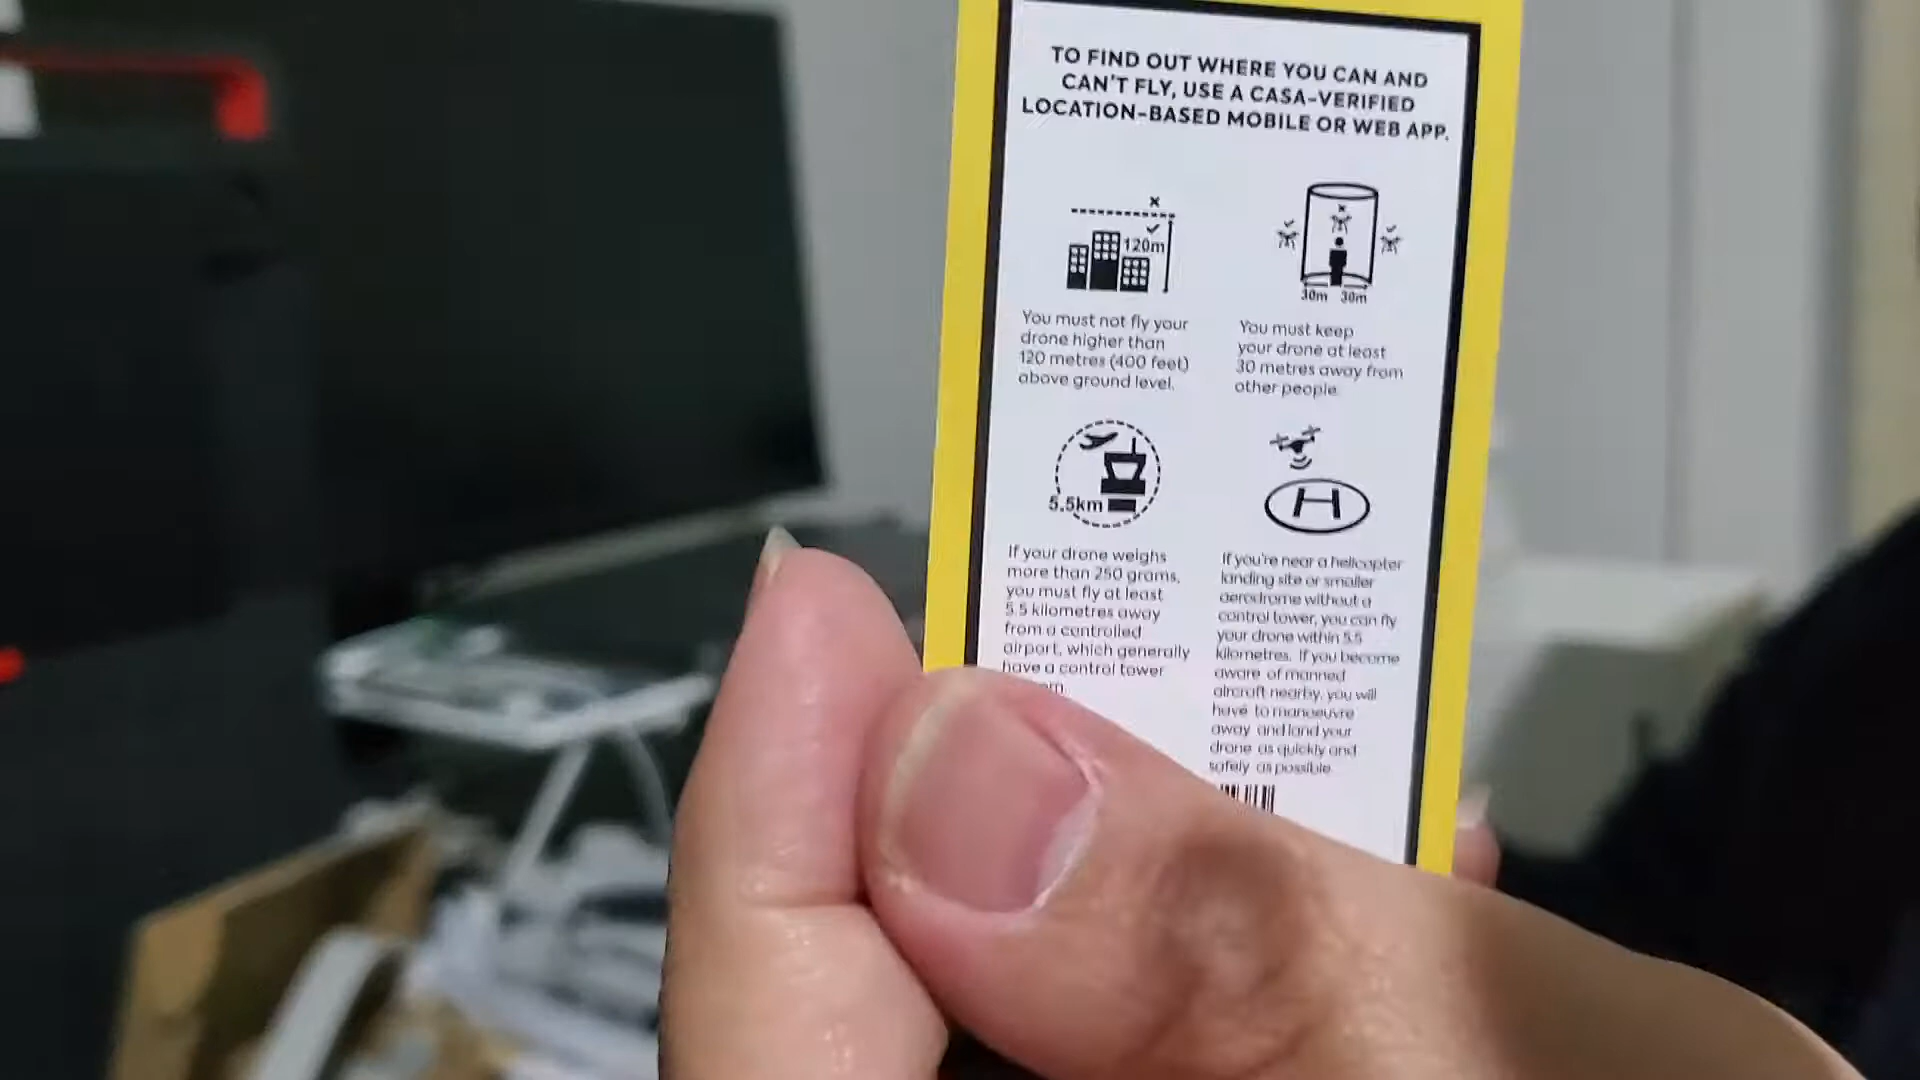 TO FIND OUT WHERE YOU CAN AND
CAN'T FLY, USE A CASA-VERIFIED
LOCATION-BASED MOBILE OR WEB APP.
120m
30m 30m
You must not fly your
drone higher than
120 metres (400 feet)
above ground level.
You must keep
your drone at least
30 metres away from
other people.
5.5km
H
If your drone weighs
more than 250 grams,
you must fly at least
5.5 kilometres away
from a controlled
airport, which generally
have a control tower
If you're near a helicopter
landing site or smaller
aerodrome without a
control tower, you can fly
your drone within 5.5
kilometres. If you become
aware of manned
aircraft nearby, you will
have to manoeuvre
away and land your
drone as quickly and
safely as possible.